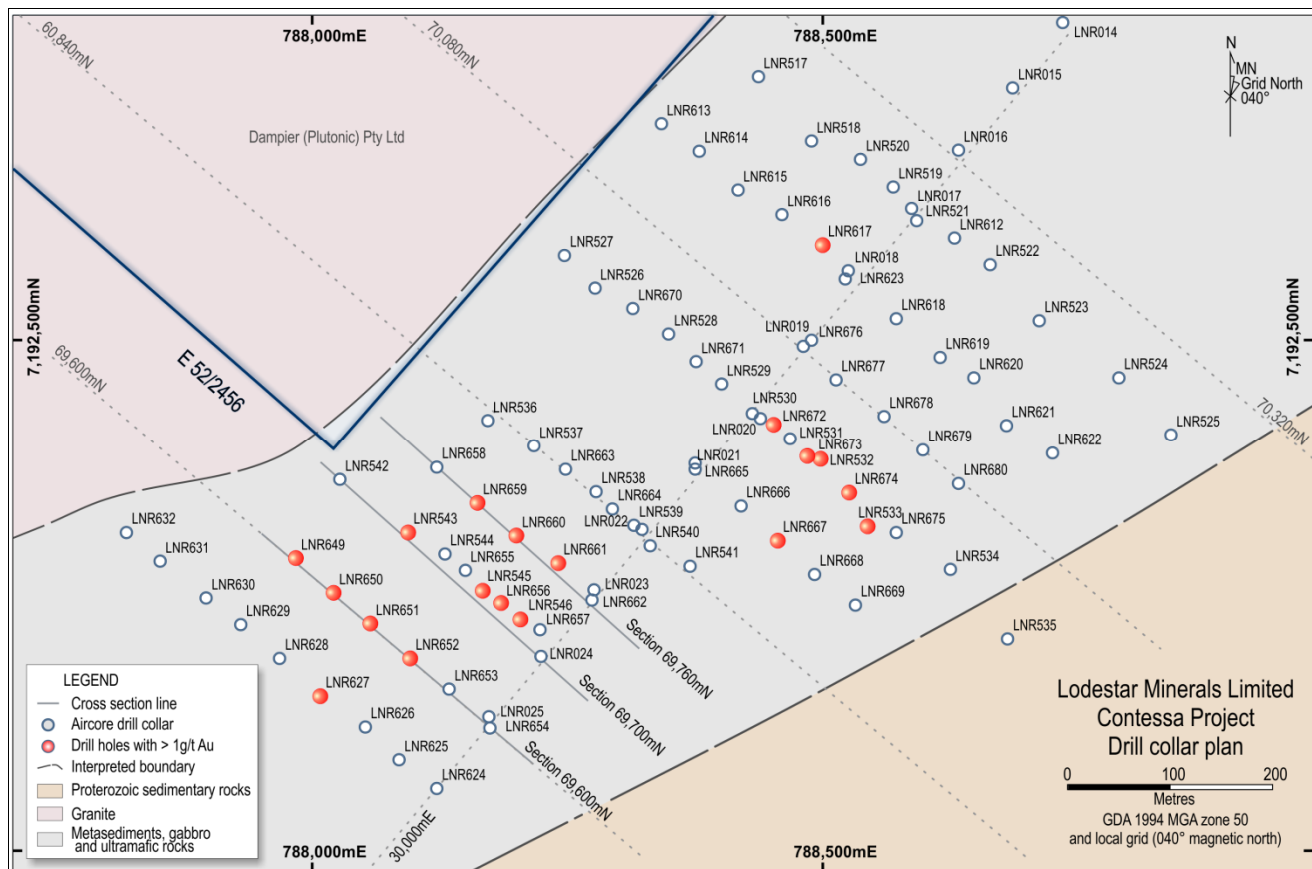 788,000mE
788,500mE
60,840mN
70,080mN
LNR014
LNR517
LNR015
N
MN
Grid North
040°
LNR613
Dampier (Plutonic) Pty Ltd
LNR614
LNR518
LNR520
LNR016
LNR615
LNR519
LNR616
LNR017
LNR521
LNR612
LNR617
LNR527
LNR522
LNR018
LNR526
LNR623
LNR670
LNR618
LNR523
7,192,500mN
7,192,500mN
LNR528
LNR019
LNR676
69,600mN
LNR671
LNR619
E 52/2456
LNR529
LNR677
LNR620
LNR524
LNR530
LNR678
70,320mN
LNR536
LNR672
LNR621
LNR525
LNR020
LNR531
LNR537
LNR673
LNR679
LNR622
LNR542
LNR658
LNR663
LNR021
LNR532
LNR665
LNR680
LNR538
LNR659
LNR664
LNR666
LNR674
LNR543
LNR660
LNR022
LNR539
LNR533
LNR632
LNR544
LNR540
LNR667
LNR675
LNR649
LNR655
LNR661
LNR541
LNR631
LNR545
LNR668
LNR534
LNR650
LNR656
LNR023
LNR630
LNR546
LNR662
LNR669
LNR629
LNR651
LNR657
LNR535
LNR628
LNR652
LNR024
Section 69,760mN
LNR627
LNR653
Section 69,700mN
LNR626
LNR025
LNR654
Section 69,600mN
LNR625
LNR624
30,000mE
LEGEND
Cross section line
Aircore drill collar
Drill holes with > 1g/t Au
Interpreted boundary
Proterozoic sedimentary rocks
Granite
Metasediments, gabbro
and ultramafic rocks
Lodestar Minerals Limited
Contessa Project
Drill collar plan
0 100 200
Metres
GDA 1994 MGA zone 50
and local grid (040° magnetic north)
788,000mE
788,500mE